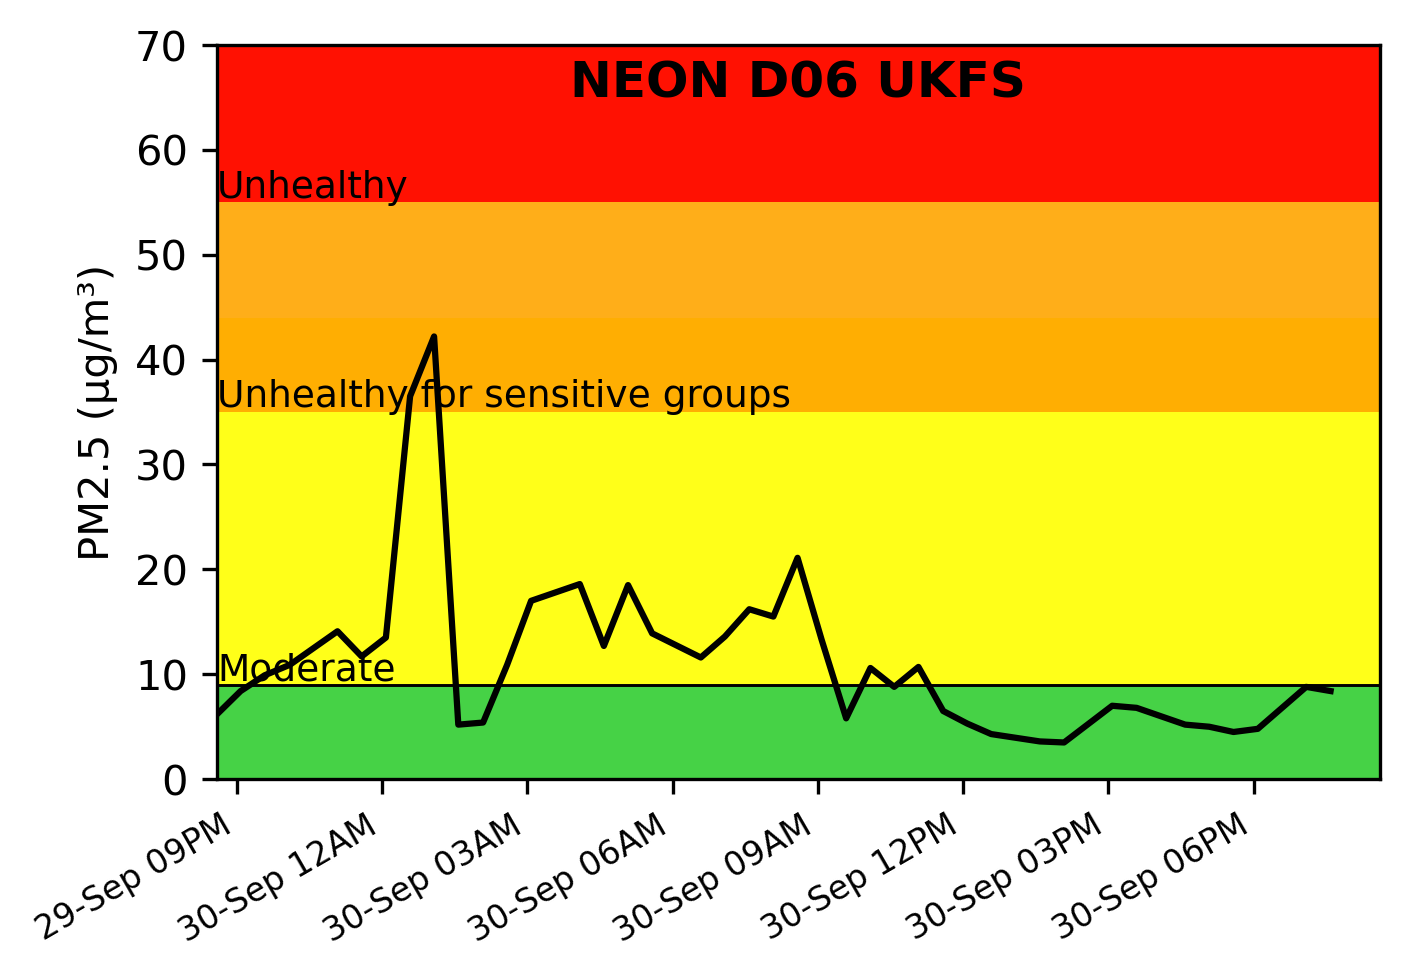 NEON D06 UKFS
70
60
Unhealthy
50
40
Unhealthy for sensitive groups
30
20
10
Moderate
0
PM2.5 (µg/m³)
29-Sep 09PM
30-Sep 12AM
30-Sep 03AM
30-Sep 06AM
30-Sep 09AM
30-Sep 12PM
30-Sep 03PM
30-Sep 06PM